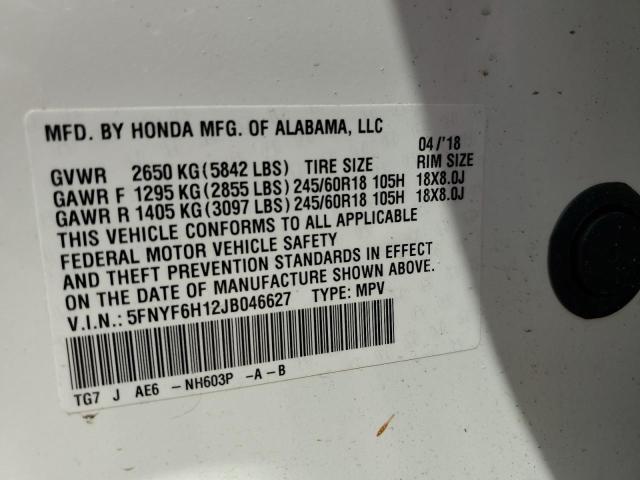 MFD. BY HONDA MFG. OF ALABAMA, LLC
04/'18
GVWR 2650 KG (5842 LBS) TIRE SIZE RIM SIZE
GAWR F 1295 KG (2855 LBS) 245/60R18 105H 18X8.0J
GAWR R 1405 KG (3097 LBS) 245/60R18 105H 18X8.0J
THIS VEHICLE CONFORMS TO ALL APPLICABLE
FEDERAL MOTOR VEHICLE SAFETY
AND THEFT PREVENTION STANDARDS IN EFFECT
ON THE DATE OF MANUFACTURE SHOWN ABOVE.
V.I.N.: 5FNYF6H12JB046627 TYPE: MPV
TG7 J AE6 -NH603P -A-B